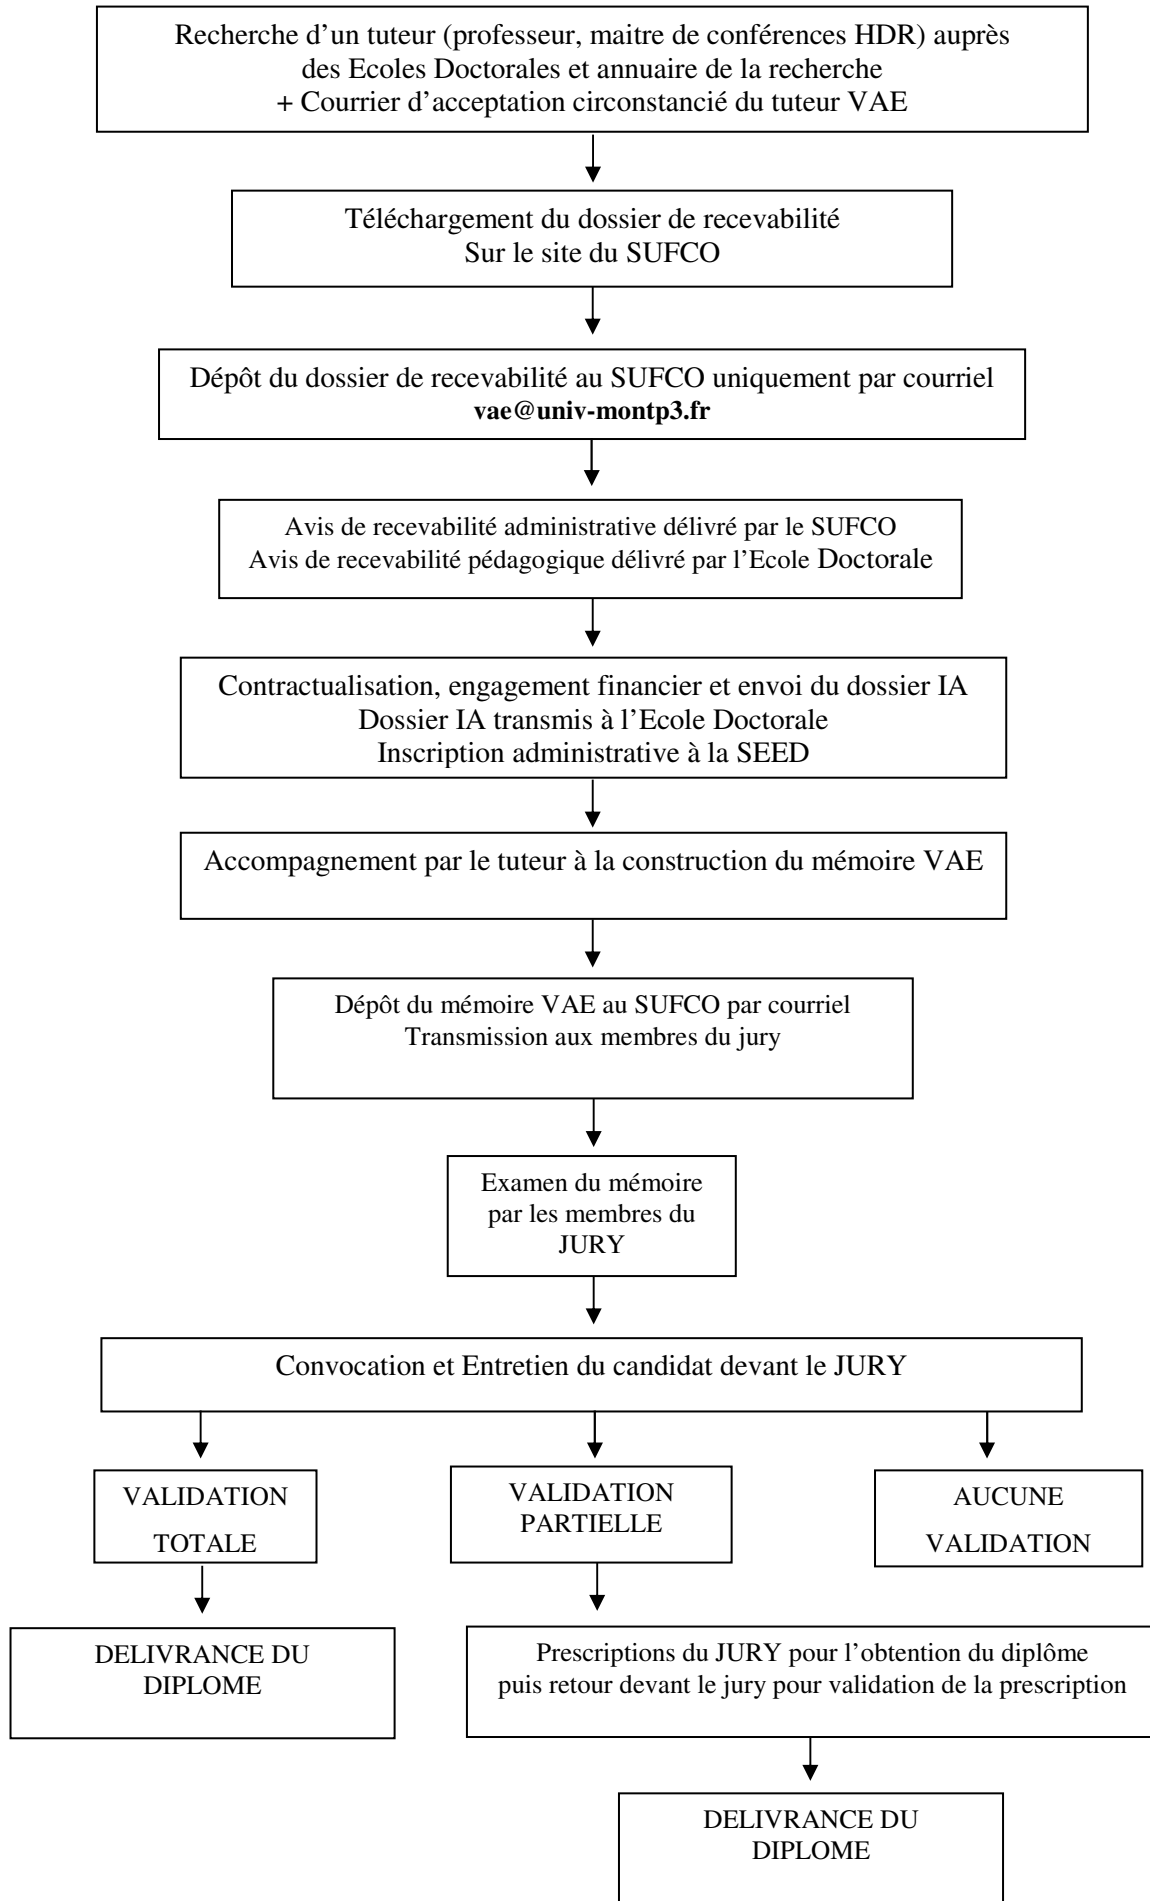 Recherche d’un tuteur (professeur, maitre de conférences HDR) auprès
des Ecoles Doctorales et annuaire de la recherche
+ Courrier d’acceptation circonstancié du tuteur VAE
Téléchargement du dossier de recevabilité
Sur le site du SUFCO
Dépôt du dossier de recevabilité au SUFCO uniquement par courriel
vae@univ-montp3.fr
Avis de recevabilité administrative délivré par le SUFCO
Avis de recevabilité pédagogique délivré par l’Ecole Doctorale
Contractualisation, engagement financier et envoi du dossier IA
Dossier IA transmis à l’Ecole Doctorale
Inscription administrative à la SEED
Accompagnement par le tuteur à la construction du mémoire VAE
Dépôt du mémoire VAE au SUFCO par courriel
Transmission aux membres du jury
Examen du mémoire
par les membres du
JURY
Convocation et Entretien du candidat devant le JURY
VALIDATION
TOTALE
VALIDATION
PARTIELLE
AUCUNE
VALIDATION
DELIVRANCE DU
DIPLOME
Prescriptions du JURY pour l’obtention du diplôme
puis retour devant le jury pour validation de la prescription
DELIVRANCE DU
DIPLOME